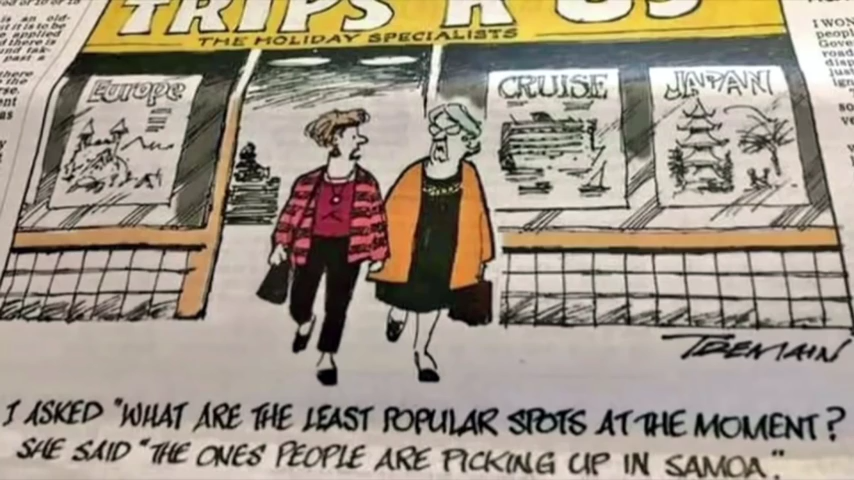 TRIPS R US
THE HOLIDAY SPECIALISTS
EUROPE
CRUISE
JAPAN
TREMAIN
I ASKED "WHAT ARE THE LEAST POPULAR SPOTS AT THE MOMENT?
SHE SAID "THE ONES PEOPLE ARE PICKING UP IN SAMOA."